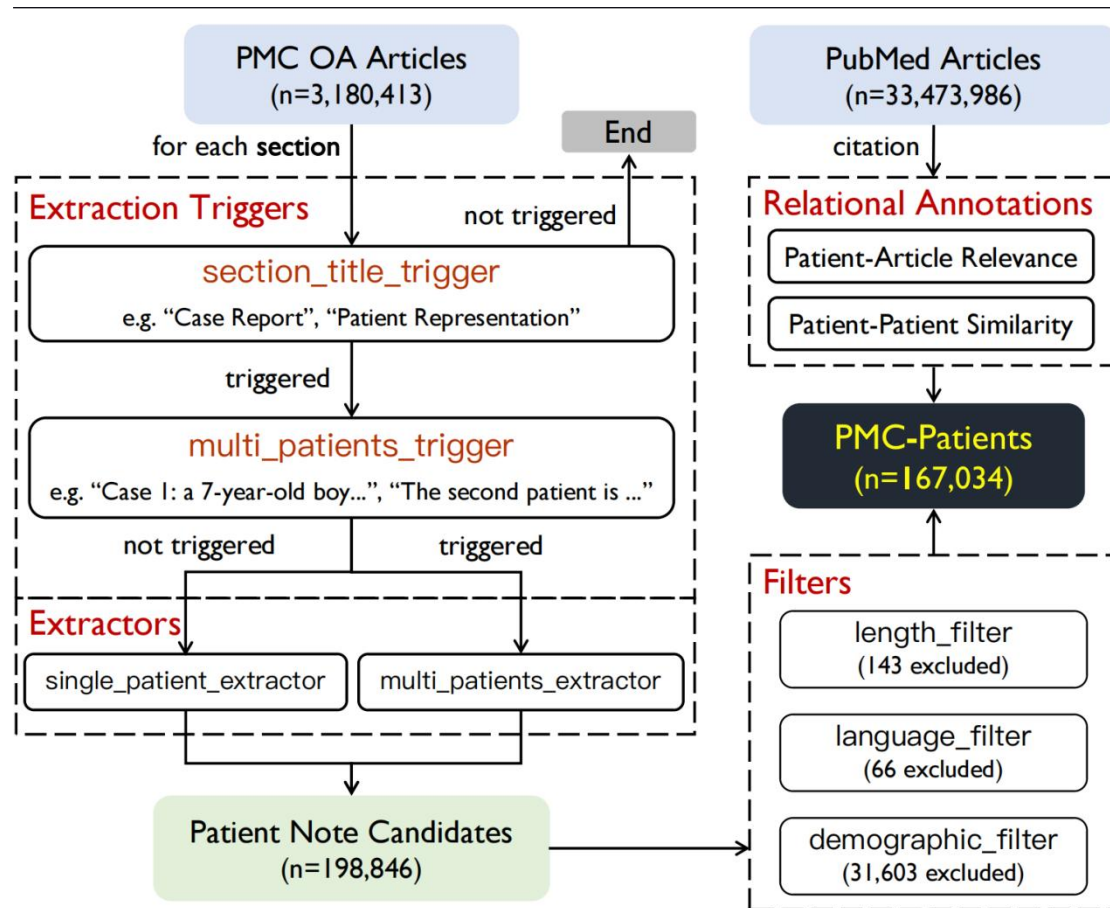 PMC OA Articles
(n=3,180,413)
for each section
End
not triggered
Extraction Triggers
section_title_trigger
e.g. “Case Report”, “Patient Representation”
triggered
multi_patients_trigger
e.g. “Case 1: a 7-year-old boy...”, “The second patient is ...”
not triggered
triggered
Extractors
single_patient_extractor
multi_patients_extractor
Patient Note Candidates
(n=198,846)
PubMed Articles
(n=33,473,986)
citation
Relational Annotations
Patient-Article Relevance
Patient-Patient Similarity
PMC-Patients
(n=167,034)
Filters
length_filter
(143 excluded)
language_filter
(66 excluded)
demographic_filter
(31,603 excluded)